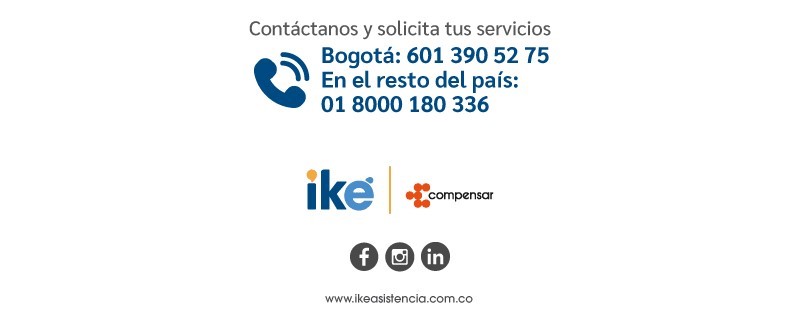 Contáctanos y solicita tus servicios
Bogotá: 601 390 52 75
En el resto del país:
01 8000 180 336
iké compensar
www.ikeasistencia.com.co